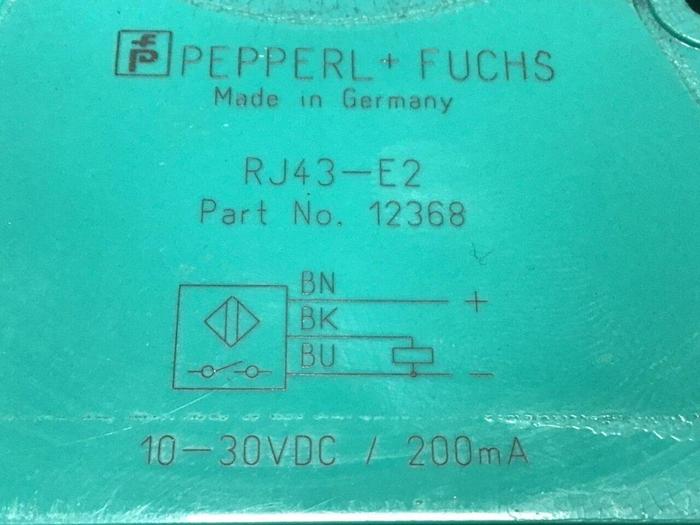 PEPPERL + FUCHS
Made in Germany
RJ43-E2
Part No. 12368
BN
+
BK
BU
-
10-30VDC / 200mA